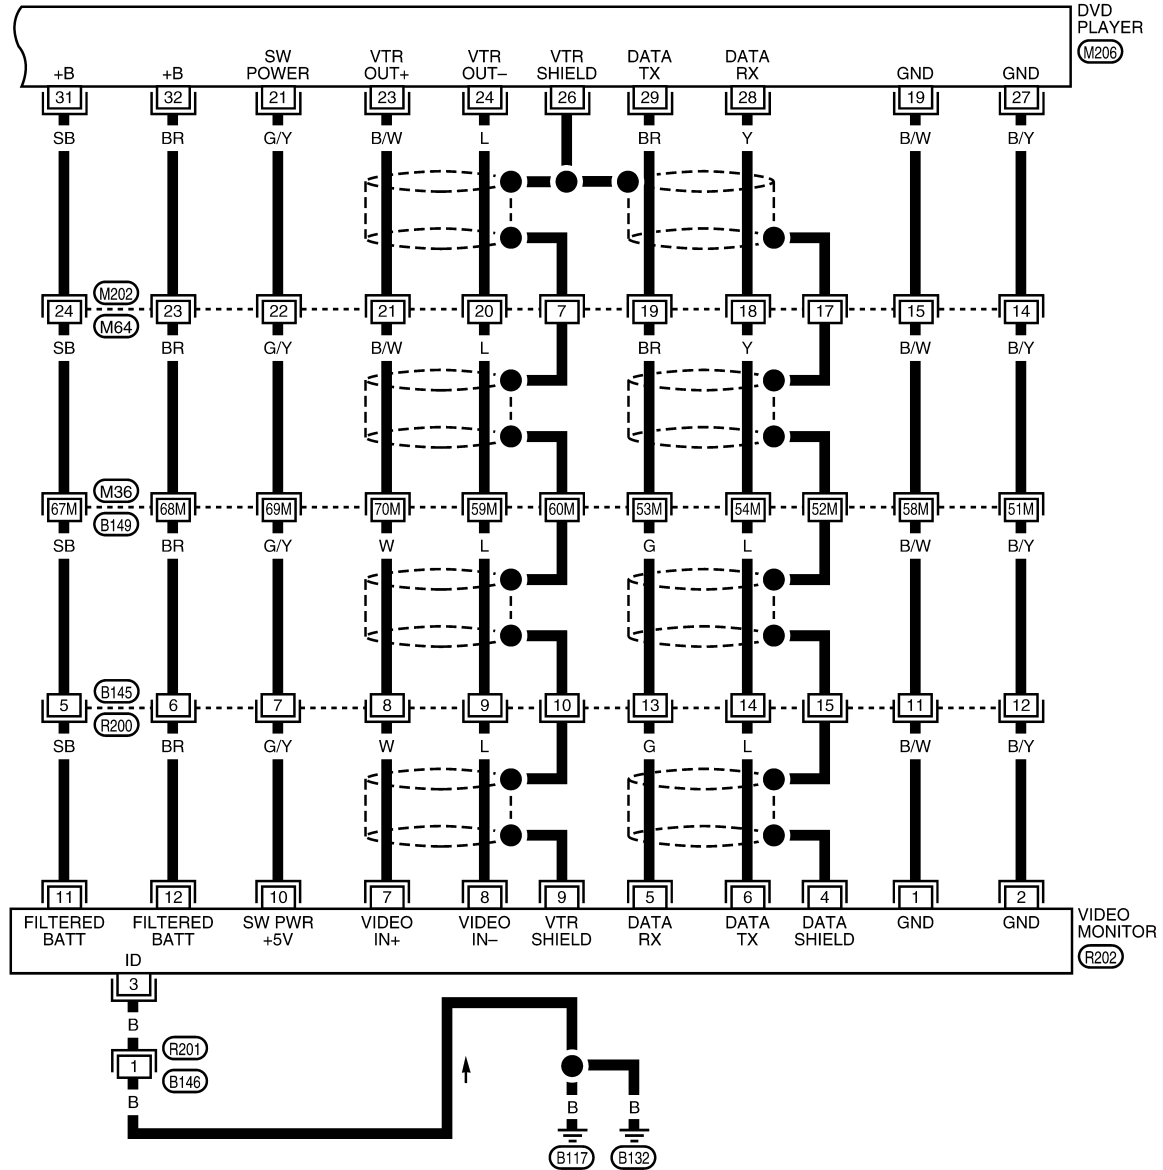 DVD
PLAYER
M206
+B +B SW POWER VTR OUT+ VTR OUT– VTR SHIELD DATA TX DATA RX GND GND
31 32 21 23 24 26 29 28 19 27
SB BR G/Y B/W L BR Y B/W B/Y
M202
24 23 22 21 20 7 19 18 17 15 14
M64
SB BR G/Y B/W L BR Y B/W B/Y
M36
67M 68M 69M 70M 59M 60M 53M 54M 52M 58M 51M
B149
SB BR G/Y W L G L B/W B/Y
B145
5 6 7 8 9 10 13 14 15 11 12
R200
SB BR G/Y W L G L B/W B/Y
11 12 10 7 8 9 5 6 4 1 2
FILTERED BATT FILTERED BATT SW PWR +5V VIDEO IN+ VIDEO IN– VTR SHIELD DATA RX DATA TX DATA SHIELD GND GND
VIDEO
MONITOR
R202
ID
3
B
R201
1
B146
B
B B
B117 B132